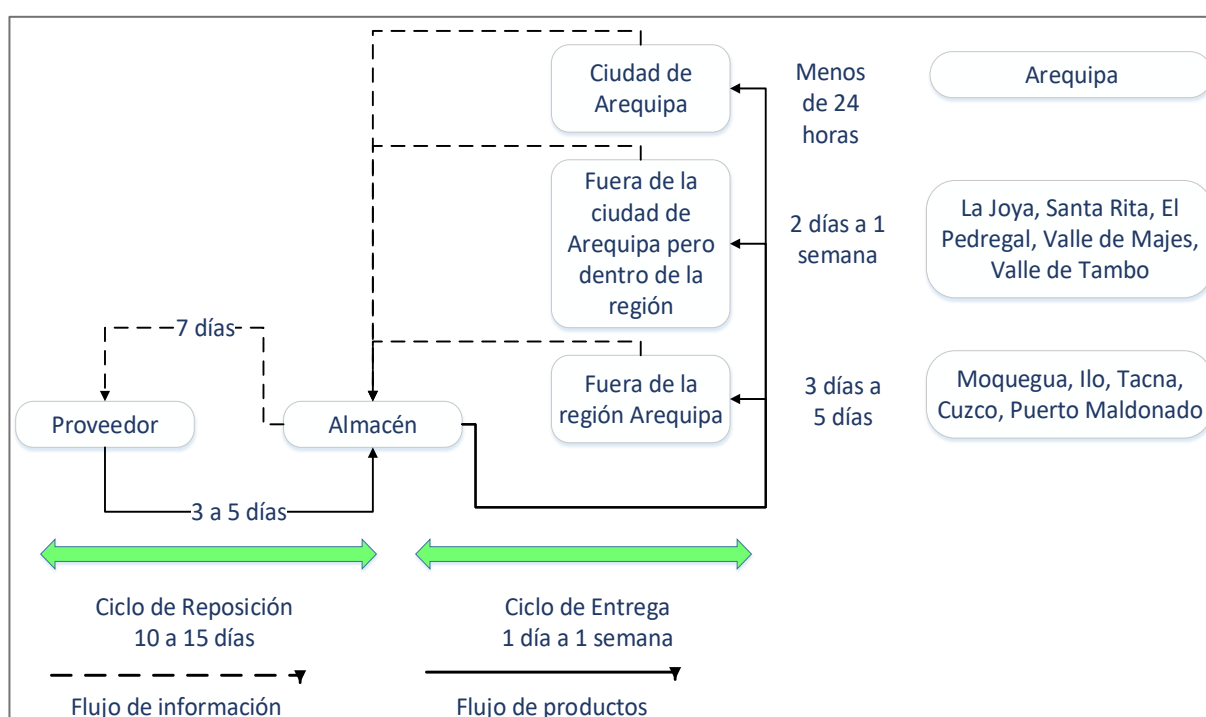 Ciudad de
Arequipa
Menos
de 24
horas
Arequipa
Fuera de la
ciudad de
Arequipa pero
dentro de la
región
2 días a 1
semana
La Joya, Santa Rita, El
Pedregal, Valle de Majes,
Valle de Tambo
7 días
Fuera de la
región Arequipa
3 días a
5 días
Moquegua, Ilo, Tacna,
Cuzco, Puerto Maldonado
Proveedor
Almacén
3 a 5 días
Ciclo de Reposición
10 a 15 días
Ciclo de Entrega
1 día a 1 semana
Flujo de información
Flujo de productos